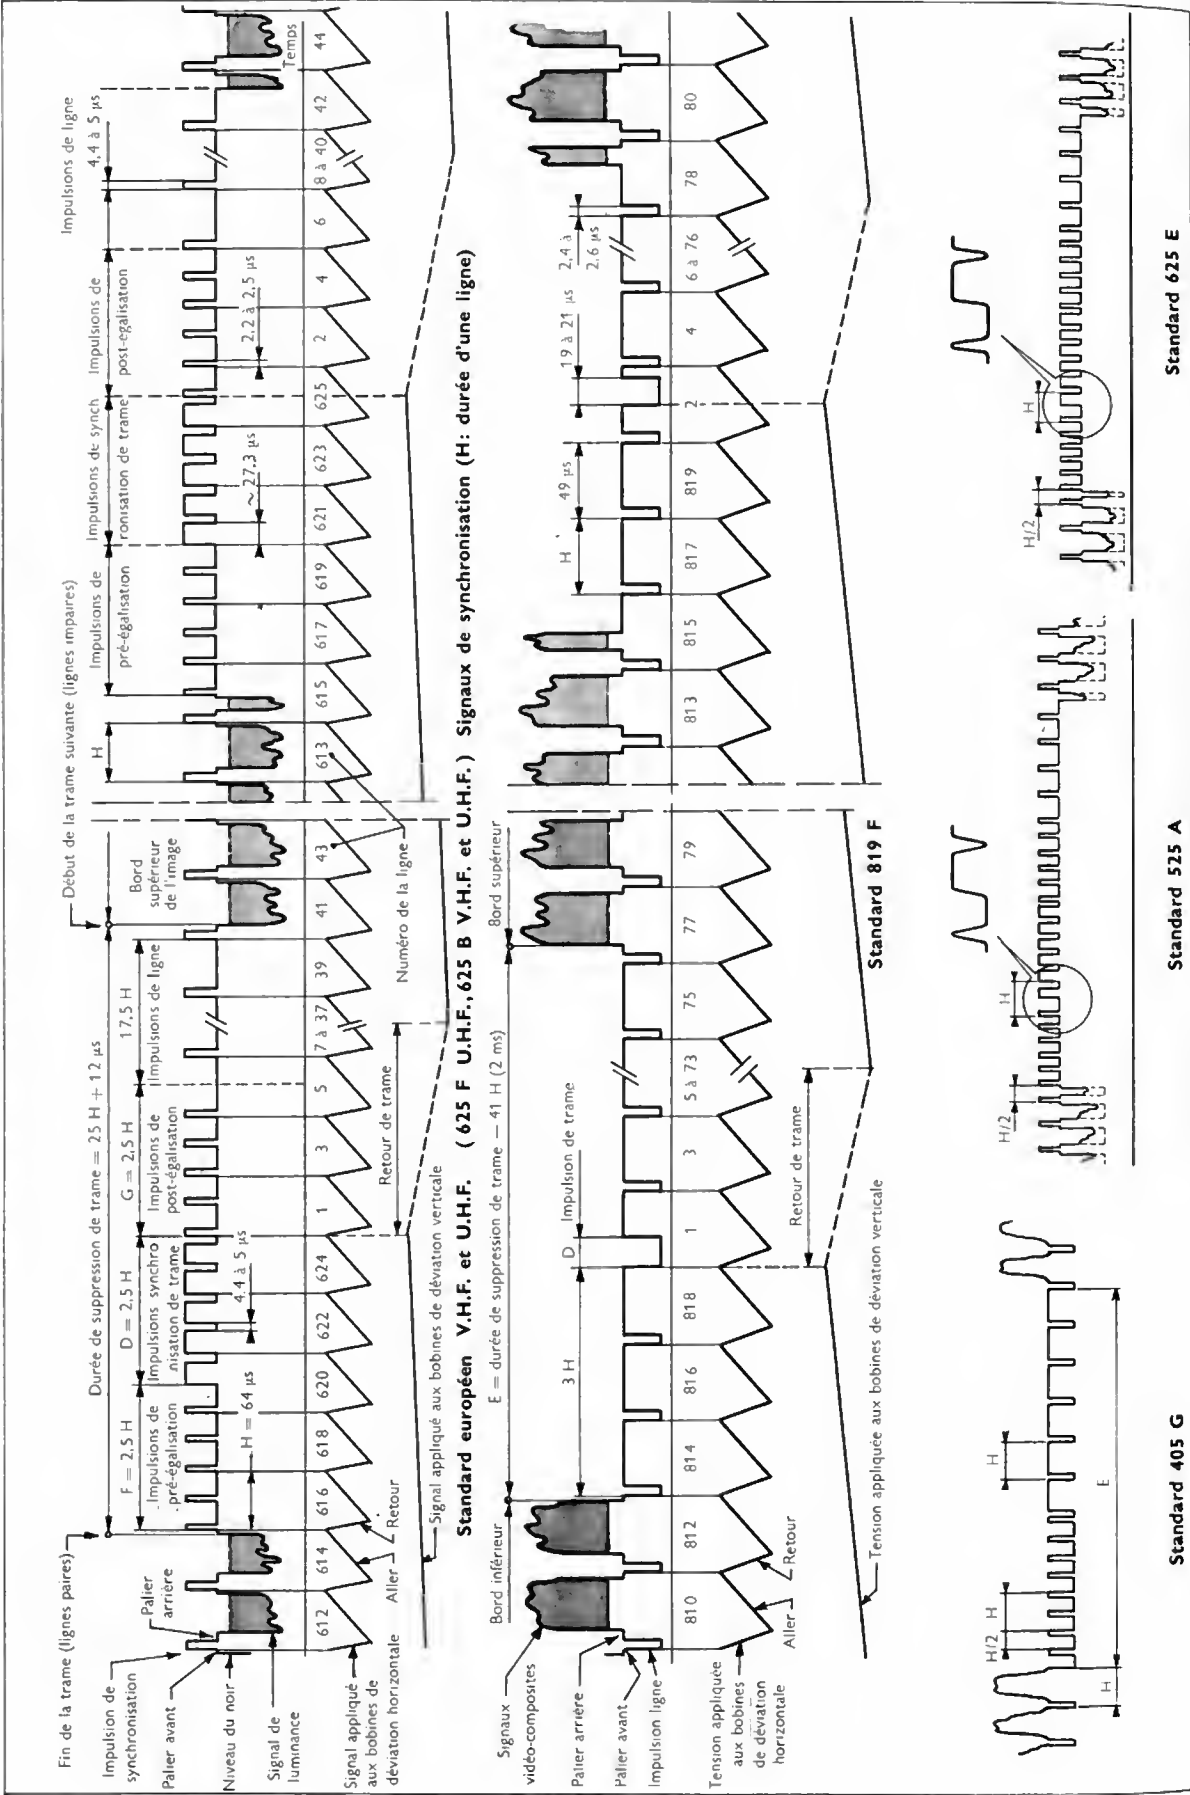 Fin de la trame (lignes paires)
Début de la trame suivante (lignes impaires)
Durée de suppression de trame = 25 H + 12 µs
Bord
supérieur
de l'image
F = 2,5 H
D = 2,5 H
G = 2,5 H
17,5 H
H
Impulsions de
pré-égalisation
Impulsions synchro
nisation de trame
Impulsions de
post-égalisation
Impulsions de ligne
Impulsions de
pré-égalisation
Impulsions de synch
ronisation de trame
Impulsions de
post-egalisation
Impulsions de ligne
4,4 à 5 µs
Impulsion de
synchronisation
Palier avant
Palier
arrière
Niveau du noir
Signal de
luminance
H = 64 µs
4,4 à 5 µs
~ 27,3 µs
2,2 à 2,5 µs
Temps
612 614 616 618 620 622 624 1 3 5 7 à 37 39 41 43 613 615 617 619 621 623 625 2 4 6 8 à 40 42 44
Signal appliqué
aux bobines de
déviation horizontale
Aller
Retour
Numéro de la ligne
Signal appliqué aux bobines de déviation verticale
Retour de trame
Standard européen V.H.F. et U.H.F. ( 625 F U.H.F., 625 B V.H.F. et U.H.F. ) Signaux de synchronisation (H: durée d'une ligne)
Bord inférieur
E = durée de suppression de trame — 41 H (2 ms)
Bord supérieur
Signaux
vidéo-composites
Palier arrière
Palier avant
Impulsion ligne
3 H
D
Impulsion de trame
H
49 µs
19 à 21 µs
2,4 à
2,6 µs
810 812 814 816 818 1 3 5 à 73 75 77 79 813 815 817 819 2 4 6 à 76 78 80
Tension appliquée
aux bobines
de déviation
horizontale
Aller
Retour
Retour de trame
Tension appliquée aux bobines de déviation verticale
Standard 819 F
H
H/2
H
H
E
H/2
H
H/2
H
Standard 405 G
Standard 525 A
Standard 625 E